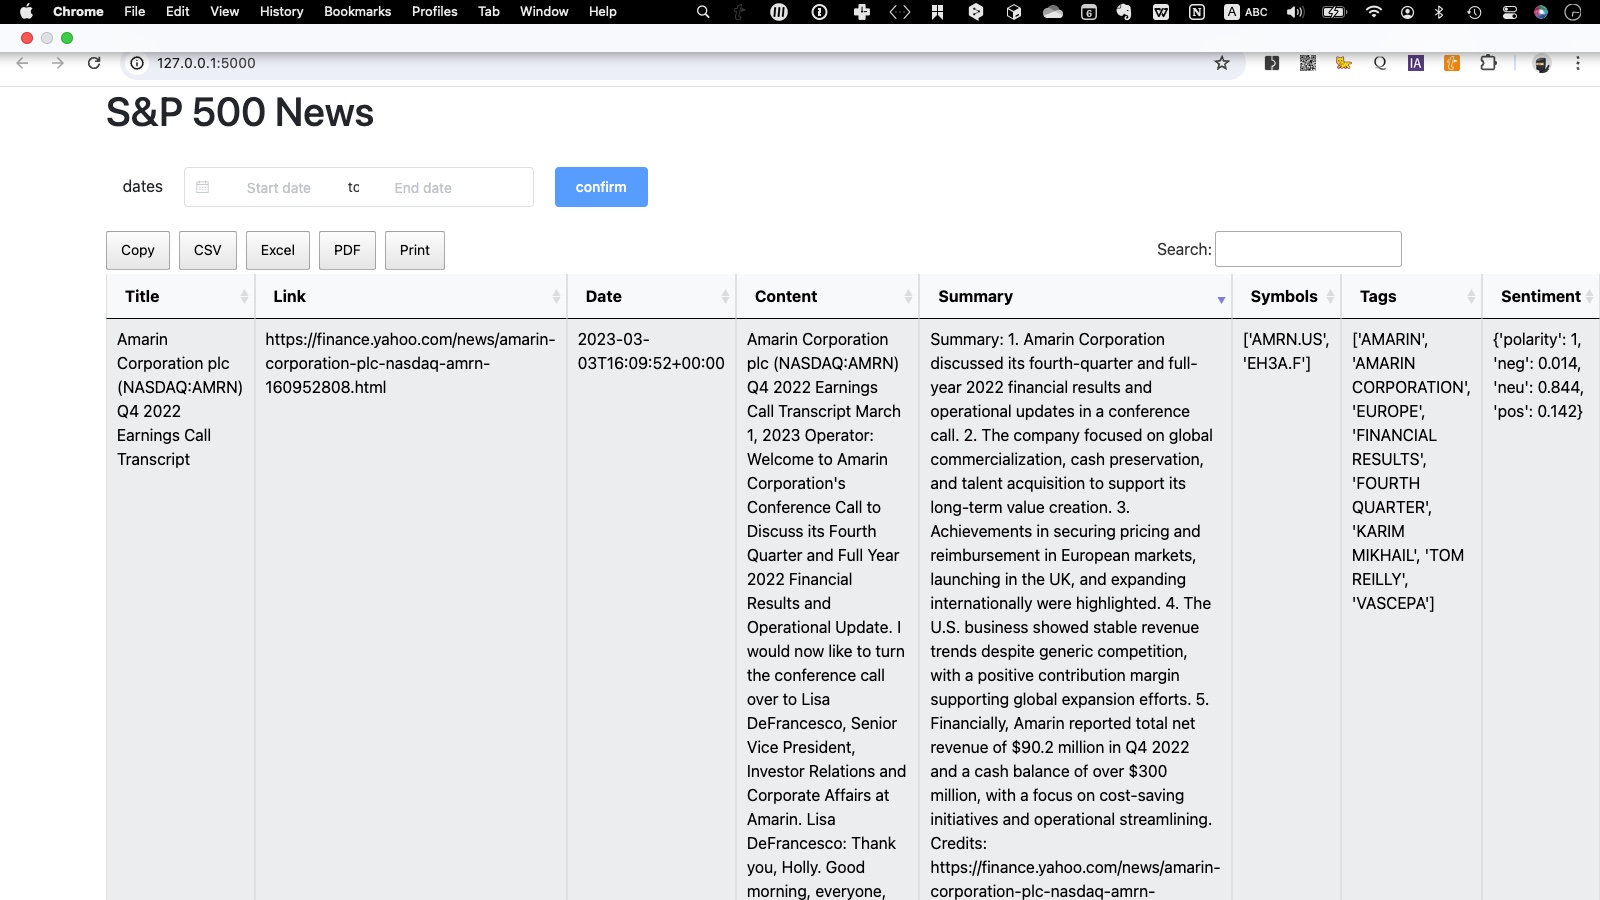 Chrome File Edit View History Bookmarks Profiles Tab Window Help 6 W N A ABC
127.0.0.1:5000 Q IA
S&P 500 News
dates Start date to End date confirm
Copy CSV Excel PDF Print Search:
Title Link Date Content Summary Symbols Tags Sentiment
Amarin
Corporation plc
(NASDAQ:AMRN)
Q4 2022
Earnings Call
Transcript
https://finance.yahoo.com/news/amarin-
corporation-plc-nasdaq-amrn-
160952808.html
2023-03-
03T16:09:52+00:00
Amarin Corporation
plc (NASDAQ:AMRN)
Q4 2022 Earnings
Call Transcript March
1, 2023 Operator:
Welcome to Amarin
Corporation's
Conference Call to
Discuss its Fourth
Quarter and Full Year
2022 Financial
Results and
Operational Update. I
would now like to turn
the conference call
over to Lisa
DeFrancesco, Senior
Vice President,
Investor Relations and
Corporate Affairs at
Amarin. Lisa
DeFrancesco: Thank
you, Holly. Good
morning, everyone,
Summary: 1. Amarin Corporation
discussed its fourth-quarter and full-
year 2022 financial results and
operational updates in a conference
call. 2. The company focused on global
commercialization, cash preservation,
and talent acquisition to support its
long-term value creation. 3.
Achievements in securing pricing and
reimbursement in European markets,
launching in the UK, and expanding
internationally were highlighted. 4. The
U.S. business showed stable revenue
trends despite generic competition,
with a positive contribution margin
supporting global expansion efforts. 5.
Financially, Amarin reported total net
revenue of $90.2 million in Q4 2022
and a cash balance of over $300
million, with a focus on cost-saving
initiatives and operational streamlining.
Credits:
https://finance.yahoo.com/news/amarin-
corporation-plc-nasdaq-amrn-
['AMRN.US',
'EH3A.F']
['AMARIN',
'AMARIN
CORPORATION',
'EUROPE',
'FINANCIAL
RESULTS',
'FOURTH
QUARTER',
'KARIM
MIKHAIL', 'TOM
REILLY',
'VASCEPA']
{'polarity': 1,
'neg': 0.014,
'neu': 0.844,
'pos': 0.142}